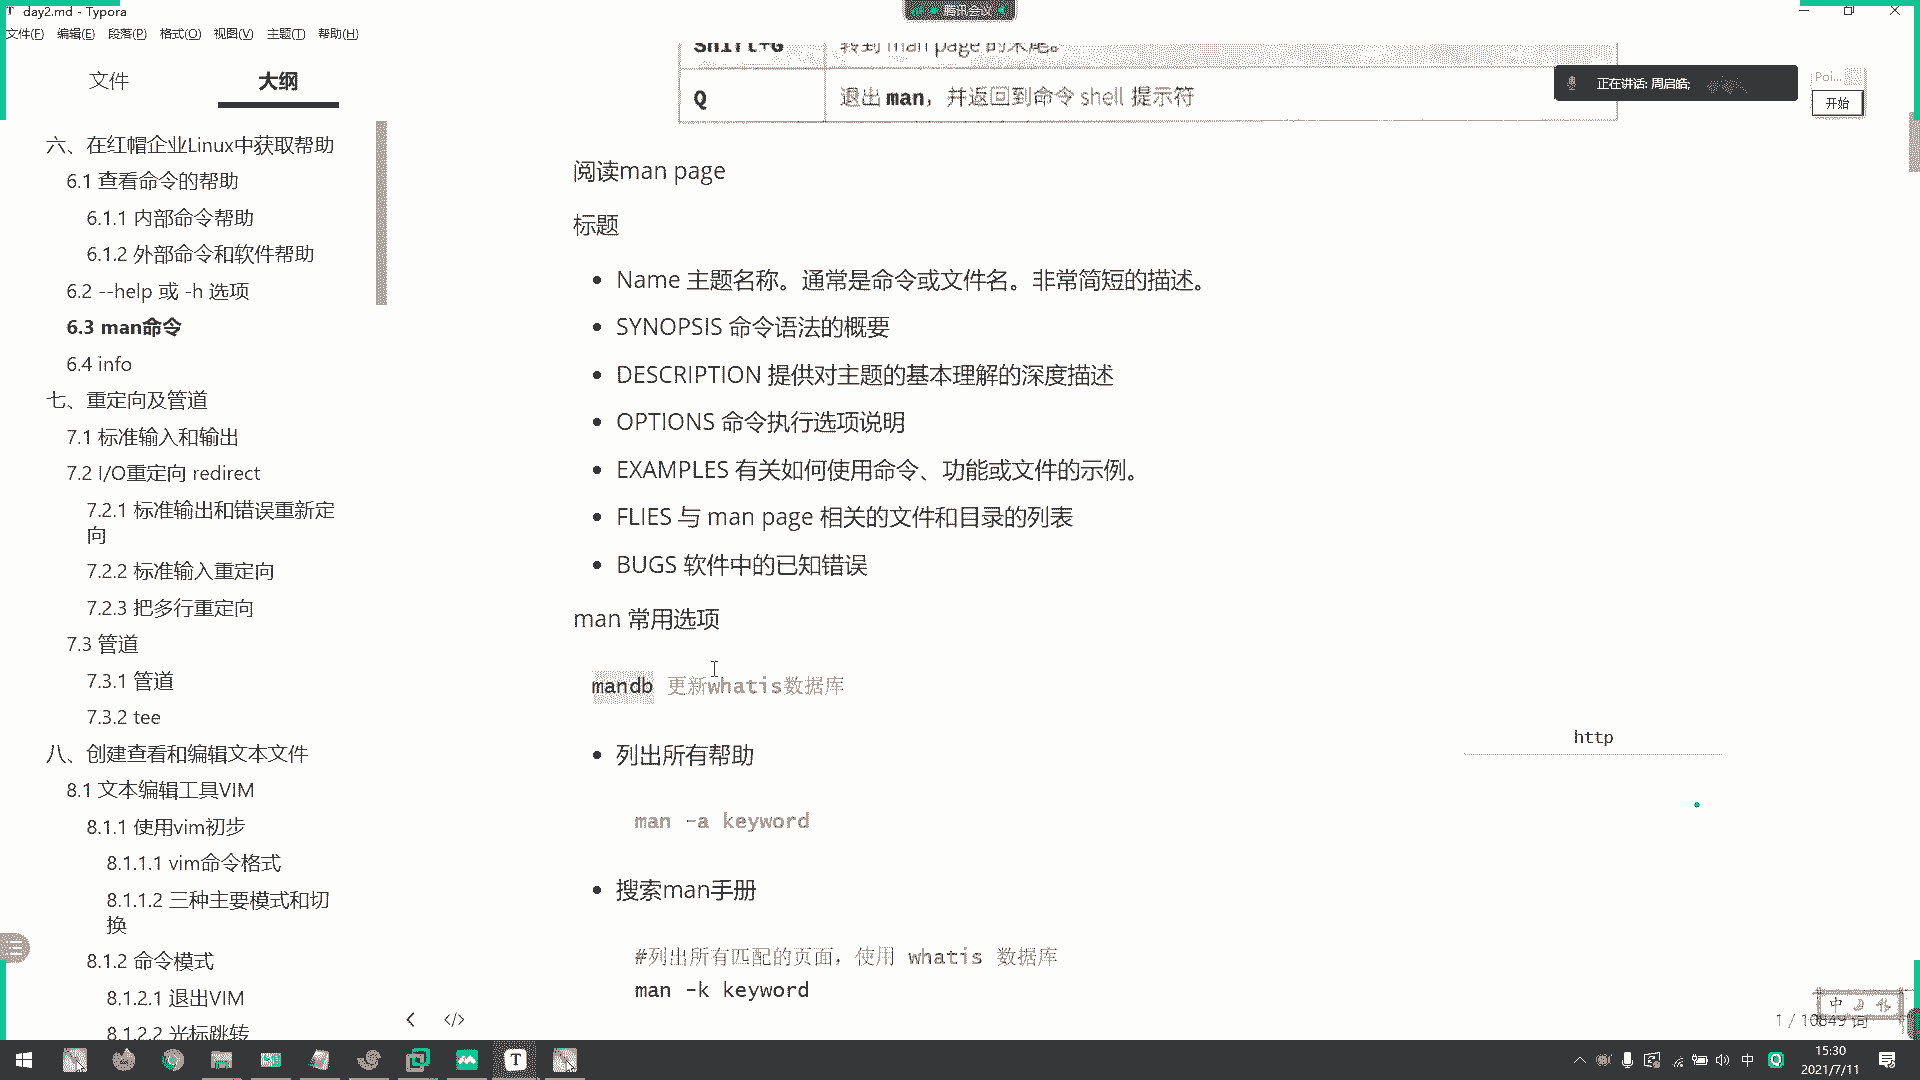 day2.md - Typora
腾讯会议
文件(F) 编辑(E) 段落(P) 格式(O) 视图(V) 主题(T) 帮助(H)
文件 大纲
六、在红帽企业Linux中获取帮助
6.1 查看命令的帮助
6.1.1 内部命令帮助
6.1.2 外部命令和软件帮助
6.2 --help 或 -h 选项
6.3 man命令
6.4 info
七、重定向及管道
7.1 标准输入和输出
7.2 I/O重定向 redirect
7.2.1 标准输出和错误重新定
向
7.2.2 标准输入重定向
7.2.3 把多行重定向
7.3 管道
7.3.1 管道
7.3.2 tee
八、创建查看和编辑文本文件
8.1 文本编辑工具VIM
8.1.1 使用vim初步
8.1.1.1 vim命令格式
8.1.1.2 三种主要模式和切
换
8.1.2 命令模式
8.1.2.1 退出VIM
8.1.2.2 光标跳转
Shift+G 转到 man page 的末尾。
Q 退出 man，并返回到命令 shell 提示符
正在讲话: 周启皓;
Poi...
开始
阅读man page
标题
• Name 主题名称。通常是命令或文件名。非常简短的描述。
• SYNOPSIS 命令语法的概要
• DESCRIPTION 提供对主题的基本理解的深度描述
• OPTIONS 命令执行选项说明
• EXAMPLES 有关如何使用命令、功能或文件的示例。
• FLIES 与 man page 相关的文件和目录的列表
• BUGS 软件中的已知错误
man 常用选项
mandb 更新whatis数据库
http
• 列出所有帮助
man -a keyword
• 搜索man手册
#列出所有匹配的页面，使用 whatis 数据库
man -k keyword
中
1 / 10849 词
中
15:30
2021/7/11